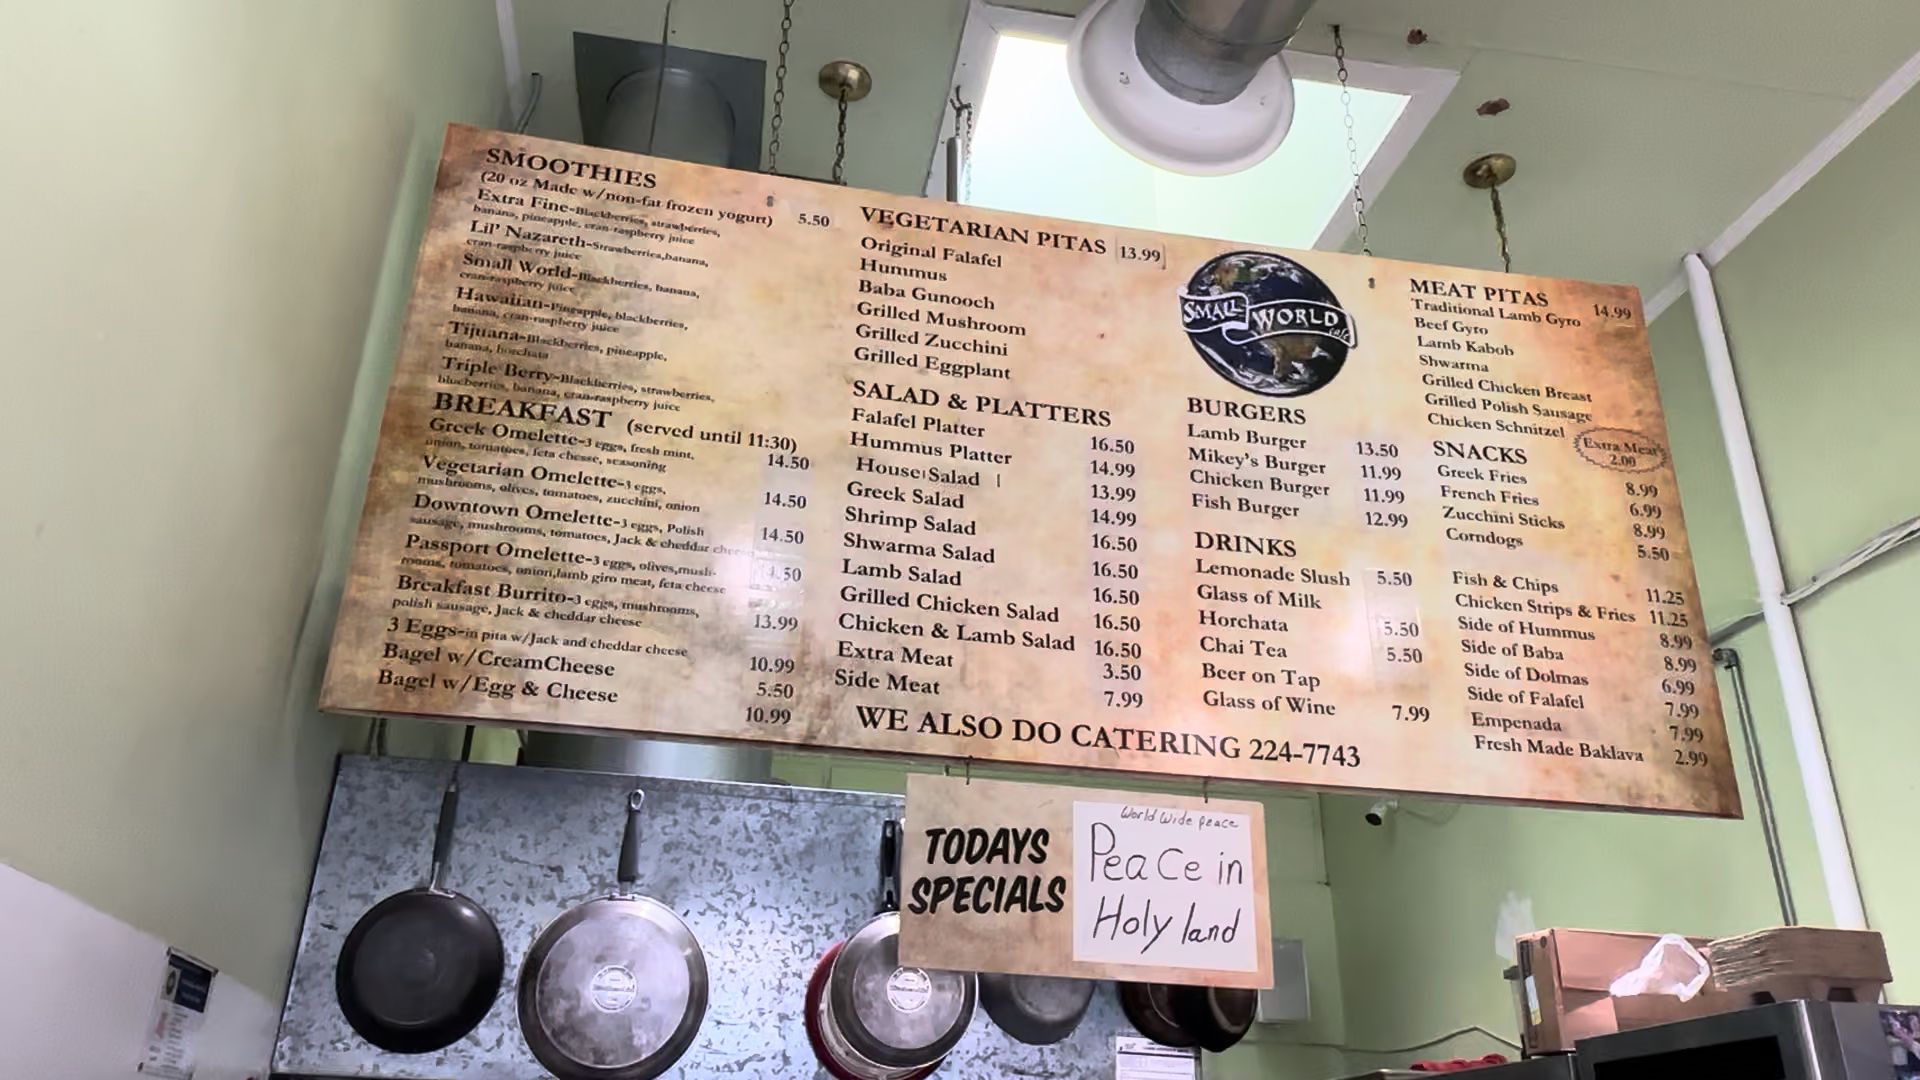 SMOOTHIES
(20 oz Made w/non-fat frozen yogurt) 5.50
Extra Fine-Blackberries, strawberries,
banana, pineapple, cran-raspberry juice
Lil' Nazareth-Strawberries,banana,
cran-raspberry juice
Small World-Blackberries, banana,
cran-raspberry juice
Hawaiian-Pineapple, blackberries,
banana, cran-raspberry juice
Tijuana-Blackberries, pineapple,
banana, horchata
Triple Berry-Blackberries, strawberries,
blueberries, banana, cran-raspberry juice
BREAKFAST (served until 11:30)
Greek Omelette-3 eggs, fresh mint, 14.50
onion, tomatoes, feta cheese, seasoning
Vegetarian Omelette-3 eggs, 14.50
mushrooms, olives, tomatoes, zucchini, onion
Downtown Omelette-3 eggs, Polish 14.50
sausage, mushrooms, tomatoes, Jack & cheddar cheese
Passport Omelette-3 eggs, olives,mush- 14.50
rooms, tomatoes, onion,lamb giro meat, feta cheese
Breakfast Burrito-3 eggs, mushrooms, 13.99
polish sausage, Jack & cheddar cheese
3 Eggs-in pita w/Jack and cheddar cheese 10.99
Bagel w/CreamCheese 5.50
Bagel w/Egg & Cheese 10.99
VEGETARIAN PITAS 13.99
Original Falafel
Hummus
Baba Gunooch
Grilled Mushroom
Grilled Zucchini
Grilled Eggplant
SALAD & PLATTERS
Falafel Platter 16.50
Hummus Platter 14.99
House Salad 13.99
Greek Salad 14.99
Shrimp Salad 16.50
Shwarma Salad 16.50
Lamb Salad 16.50
Grilled Chicken Salad 16.50
Chicken & Lamb Salad 16.50
Extra Meat 3.50
Side Meat 7.99
SMALL WORLD cafe
BURGERS
Lamb Burger 13.50
Mikey's Burger 11.99
Chicken Burger 11.99
Fish Burger 12.99
DRINKS
Lemonade Slush 5.50
Glass of Milk
Horchata 5.50
Chai Tea 5.50
Beer on Tap
Glass of Wine 7.99
MEAT PITAS 14.99
Traditional Lamb Gyro
Beef Gyro
Lamb Kabob
Shwarma
Grilled Chicken Breast
Grilled Polish Sausage
Chicken Schnitzel
Extra Meat
2.00
SNACKS
Greek Fries 8.99
French Fries 6.99
Zucchini Sticks 8.99
Corndogs 5.50
Fish & Chips 11.25
Chicken Strips & Fries 11.25
Side of Hummus 8.99
Side of Baba 8.99
Side of Dolmas 6.99
Side of Falafel 7.99
Empenada 7.99
Fresh Made Baklava 2.99
WE ALSO DO CATERING 224-7743
TODAYS
SPECIALS
World Wide peace
Peace in
Holy land